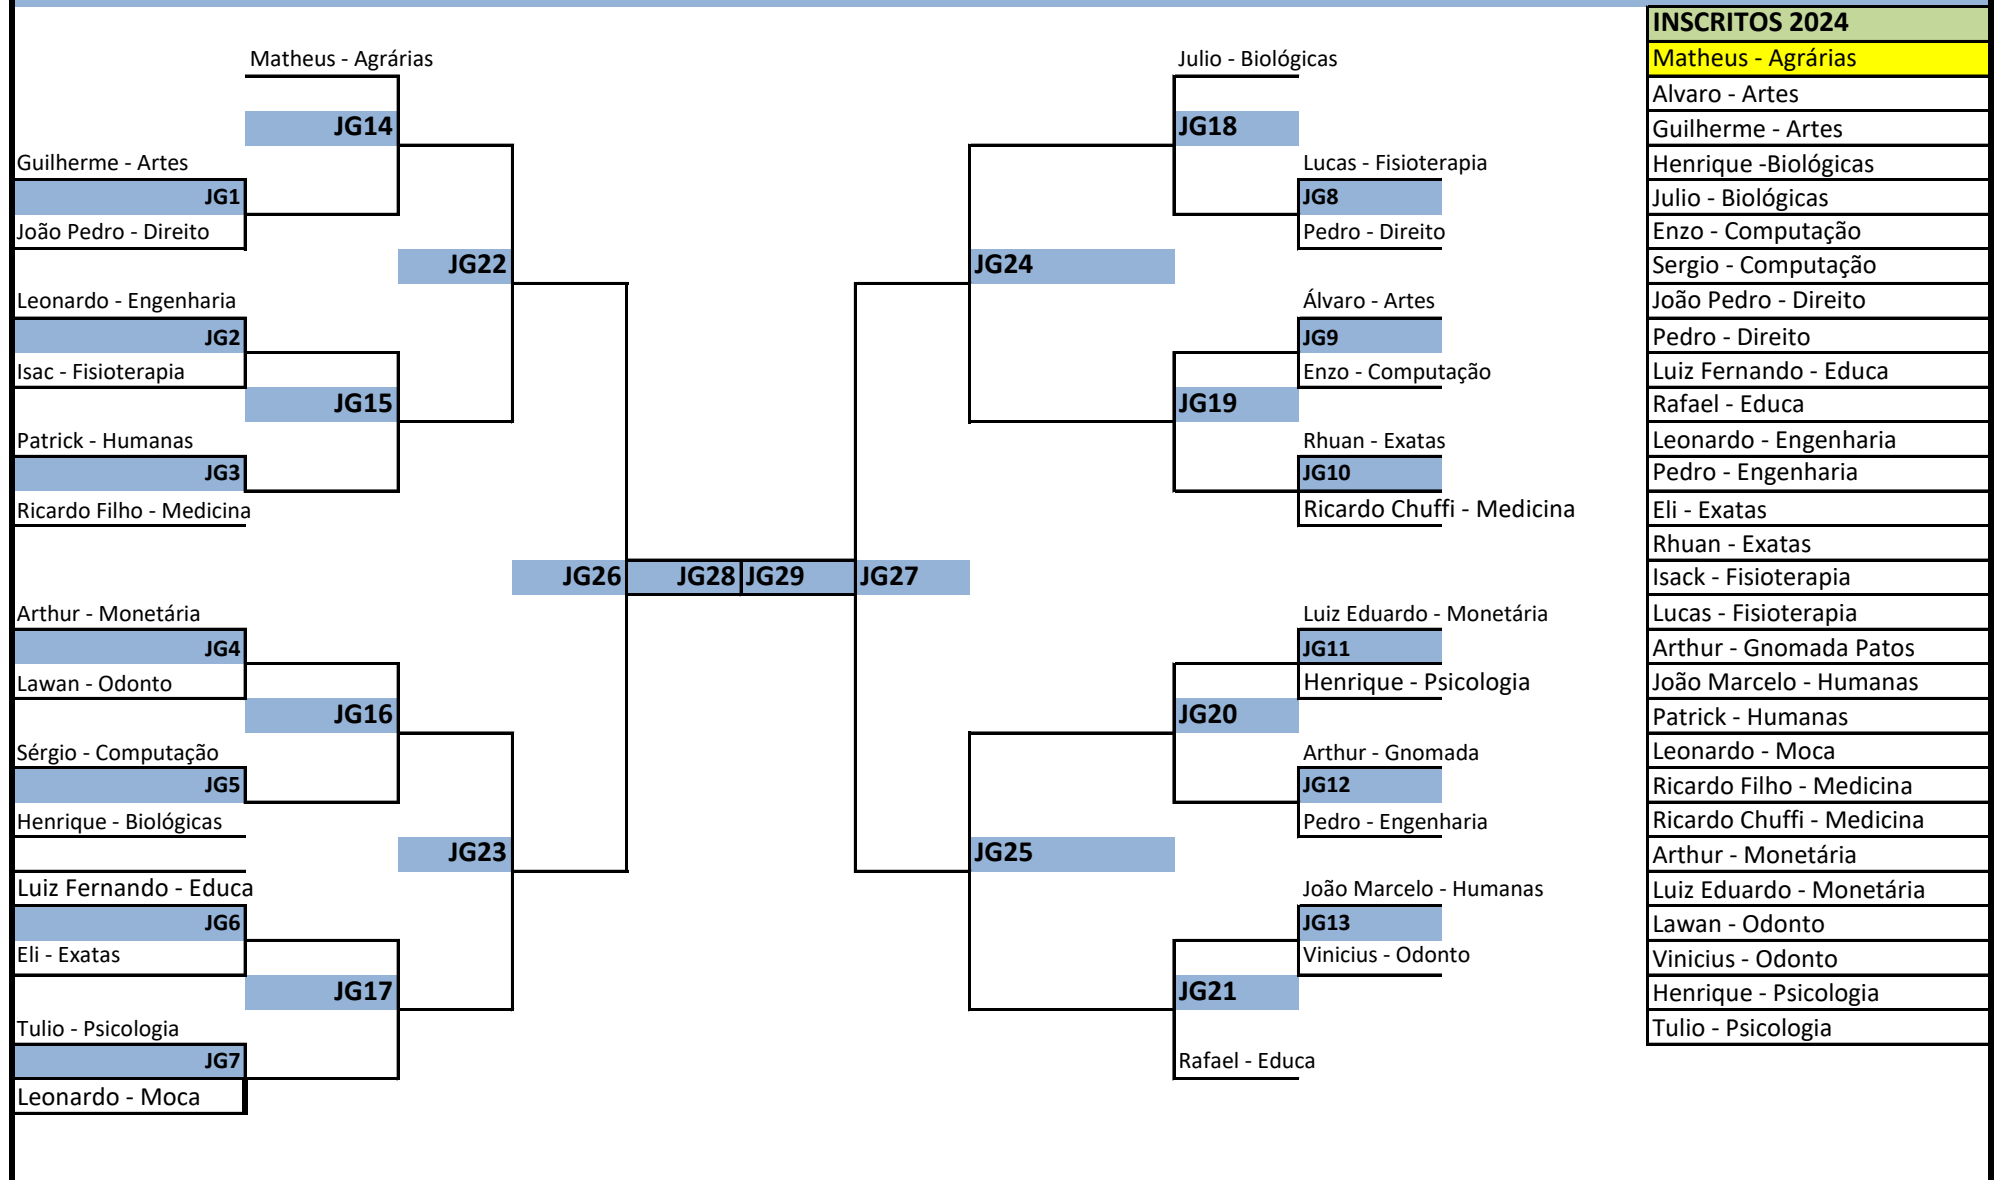 INSCRITOS 2024
Matheus - Agrárias
Julio - Biológicas
Matheus - Agrárias
Alvaro - Artes
JG14
JG18
Guilherme - Artes
Guilherme - Artes
Lucas - Fisioterapia
Henrique -Biológicas
JG1
JG8
Julio - Biológicas
João Pedro - Direito
Pedro - Direito
Enzo - Computação
JG22
JG24
Sergio - Computação
Leonardo - Engenharia
Álvaro - Artes
João Pedro - Direito
JG2
JG9
Pedro - Direito
Isac - Fisioterapia
Enzo - Computação
Luiz Fernando - Educa
JG15
JG19
Rafael - Educa
Patrick - Humanas
Rhuan - Exatas
Leonardo - Engenharia
JG3
JG10
Pedro - Engenharia
Ricardo Filho - Medicina
Ricardo Chuffi - Medicina
Eli - Exatas
Rhuan - Exatas
JG26
JG28
JG29
JG27
Isack - Fisioterapia
Arthur - Monetária
Luiz Eduardo - Monetária
Lucas - Fisioterapia
JG4
JG11
Arthur - Gnomada Patos
Lawan - Odonto
Henrique - Psicologia
João Marcelo - Humanas
JG16
JG20
Patrick - Humanas
Sérgio - Computação
Arthur - Gnomada
Leonardo - Moca
JG5
JG12
Ricardo Filho - Medicina
Henrique - Biológicas
Pedro - Engenharia
Ricardo Chuffi - Medicina
JG23
JG25
Arthur - Monetária
Luiz Fernando - Educa
João Marcelo - Humanas
Luiz Eduardo - Monetária
JG6
JG13
Lawan - Odonto
Eli - Exatas
Vinicius - Odonto
Vinicius - Odonto
JG17
JG21
Henrique - Psicologia
Tulio - Psicologia
Tulio - Psicologia
JG7
Rafael - Educa
Leonardo - Moca